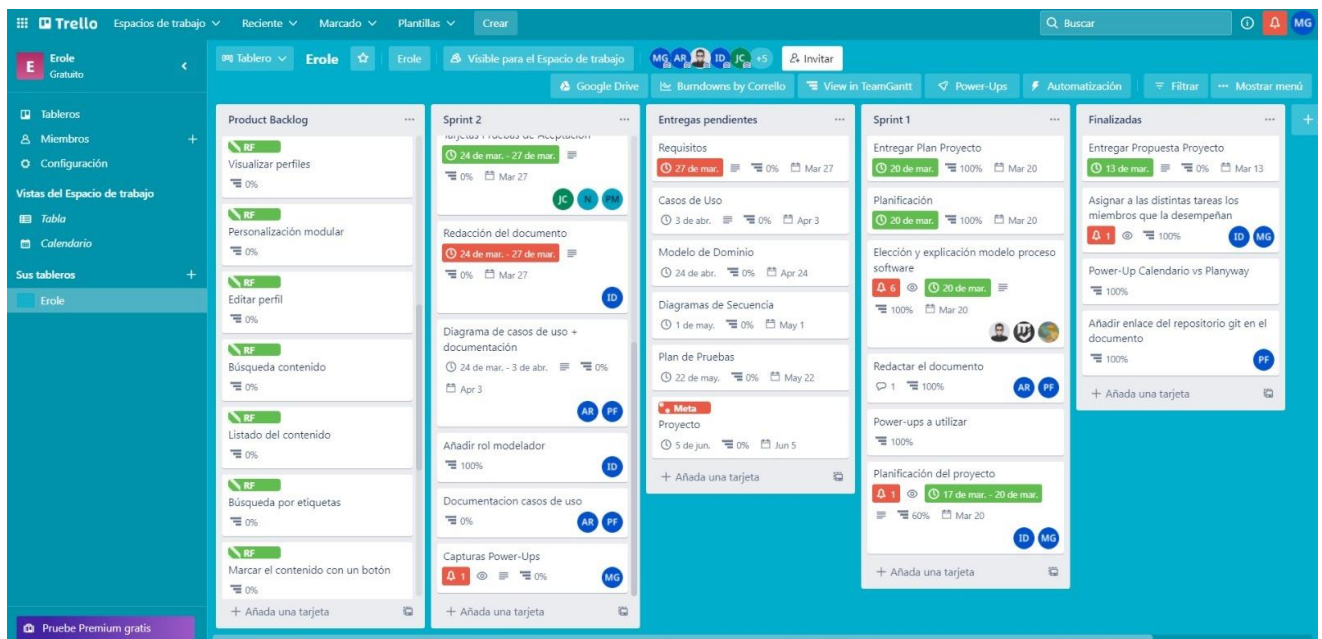 Trello Espacios de trabajo Reciente Marcado Plantillas Crear Buscar MG
E Erole
Gratuito
Tableros
Miembros +
Configuración
Vistas del Espacio de trabajo
Tabla
Calendario
Sus tableros +
Erole
Pruebe Premium gratis
Tablero Erole Erole Visible para el Espacio de trabajo MG AR ID JC +5 Invitar
Google Drive Burndowns by Corrello View in TeamGantt Power-Ups Automatización Filtrar ... Mostrar menú
Product Backlog ...
RF
Visualizar perfiles
0%
RF
Personalización modular
0%
RF
Editar perfil
0%
RF
Búsqueda contenido
0%
RF
Listado del contenido
0%
RF
Búsqueda por etiquetas
0%
RF
Marcar el contenido con un botón
0%
+ Añada una tarjeta
Sprint 2 ...
Tarjetas Pruebas de Aceptación
24 de mar. - 27 de mar.
0% Mar 27
JC N PM
Redacción del documento
24 de mar. - 27 de mar.
0% Mar 27
ID
Diagrama de casos de uso +
documentación
24 de mar. - 3 de abr. 0%
Apr 3
AR PF
Añadir rol modelador
100% ID
Documentacion casos de uso
0% AR PF
Capturas Power-Ups
1 0% MG
+ Añada una tarjeta
Entregas pendientes ...
Requisitos
27 de mar. 0% Mar 27
Casos de Uso
3 de abr. 0% Apr 3
Modelo de Dominio
24 de abr. 0% Apr 24
Diagramas de Secuencia
1 de may. 0% May 1
Plan de Pruebas
22 de may. 0% May 22
Meta
Proyecto
5 de jun. 0% Jun 5
+ Añada una tarjeta
Sprint 1 ...
Entregar Plan Proyecto
20 de mar. 100% Mar 20
Planificación
20 de mar. 100% Mar 20
Elección y explicación modelo proceso
software
6 20 de mar.
100% Mar 20
Redactar el documento
1 100% AR PF
Power-ups a utilizar
100%
Planificación del proyecto
1 17 de mar. - 20 de mar.
60% Mar 20
ID MG
+ Añada una tarjeta
Finalizadas ...
Entregar Propuesta Proyecto
13 de mar. 0% Mar 13
Asignar a las distintas tareas los
miembros que la desempeñan
1 100% ID MG
Power-Up Calendario vs Planyway
100%
Añadir enlace del repositorio git en el
documento
100% PF
+ Añada una tarjeta
+